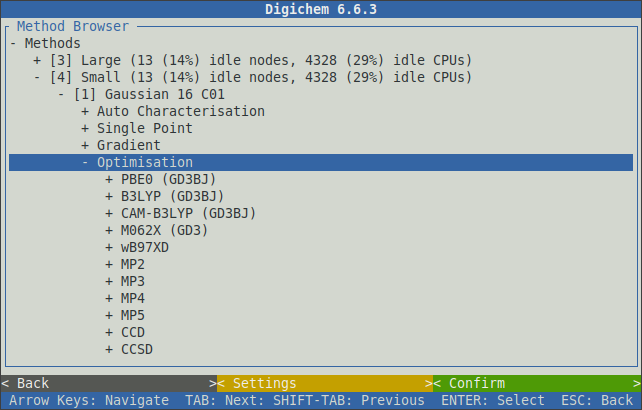 Digichem 6.6.3
Method Browser
- Methods
+ [3] Large (13 (14%) idle nodes, 4328 (29%) idle CPUs)
- [4] Small (13 (14%) idle nodes, 4328 (29%) idle CPUs)
- [1] Gaussian 16 C01
+ Auto Characterisation
+ Single Point
+ Gradient
- Optimisation
+ PBE0 (GD3BJ)
+ B3LYP (GD3BJ)
+ CAM-B3LYP (GD3BJ)
+ M062X (GD3)
+ wB97XD
+ MP2
+ MP3
+ MP4
+ MP5
+ CCD
+ CCSD
< Back >< Settings >< Confirm >
Arrow Keys: Navigate TAB: Next: SHIFT-TAB: Previous ENTER: Select ESC: Back